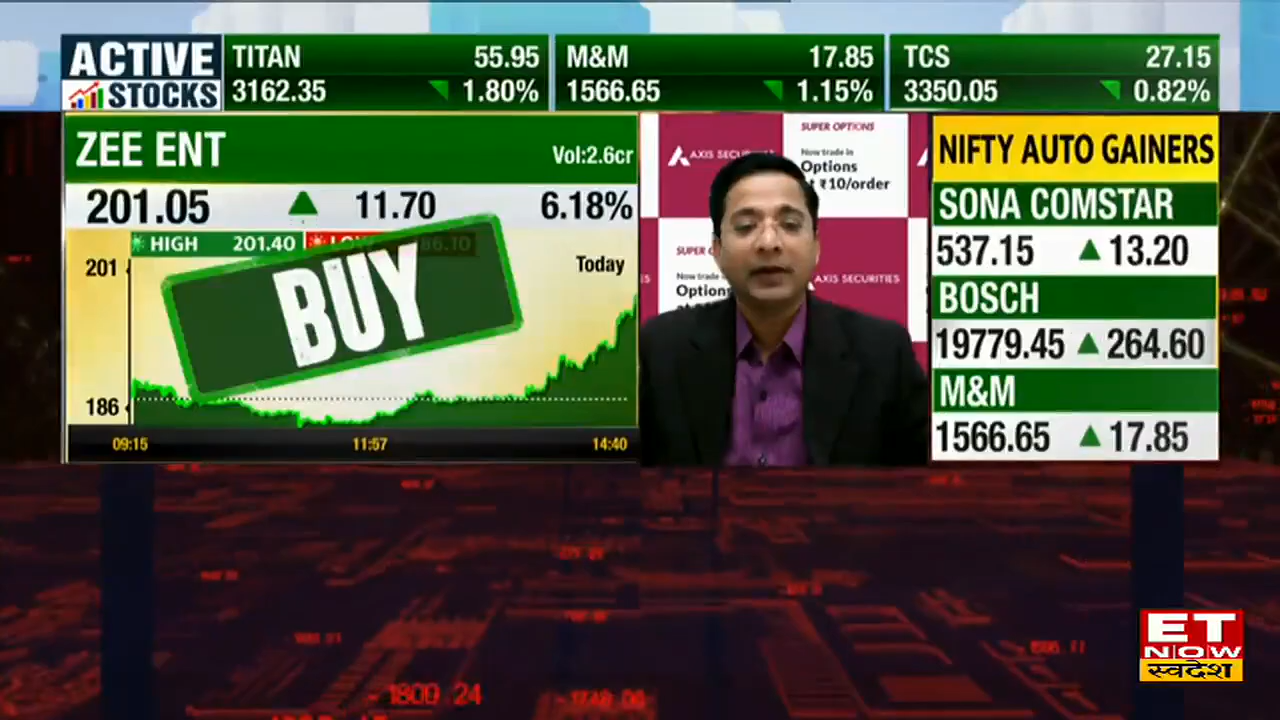 ACTIVE
STOCKS
TITAN 55.95
3162.35 1.80%
M&M 17.85
1566.65 1.15%
TCS 27.15
3350.05 0.82%
ZEE ENT Vol:2.6cr
201.05 11.70 6.18%
HIGH 201.40
Today
201
186
BUY
09:15 11:57 14:40
AXIS
SUPER OPTIONS
Now trade in
Options
₹10/order
AXIS SECURITIES
Now trade
Option
NIFTY AUTO GAINERS
SONA COMSTAR
537.15 13.20
BOSCH
19779.45 264.60
M&M
1566.65 17.85
ET
NOW
स्वदेश